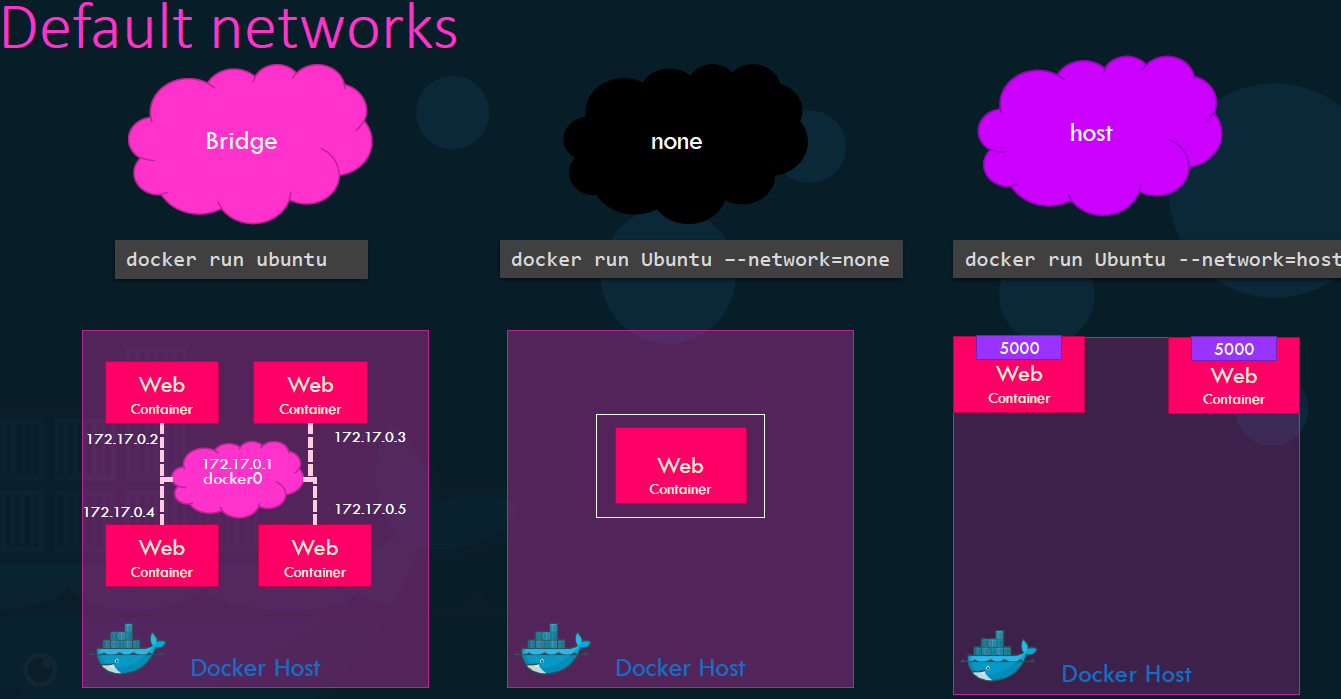 Default networks
Bridge
none
host
docker run ubuntu
docker run Ubuntu --network=none
docker run Ubuntu --network=host
Web
Container
Web
Container
172.17.0.2
172.17.0.3
172.17.0.1
docker0
172.17.0.4
172.17.0.5
Web
Container
Web
Container
Docker Host
Web
Container
Docker Host
5000
Web
Container
5000
Web
Container
Docker Host